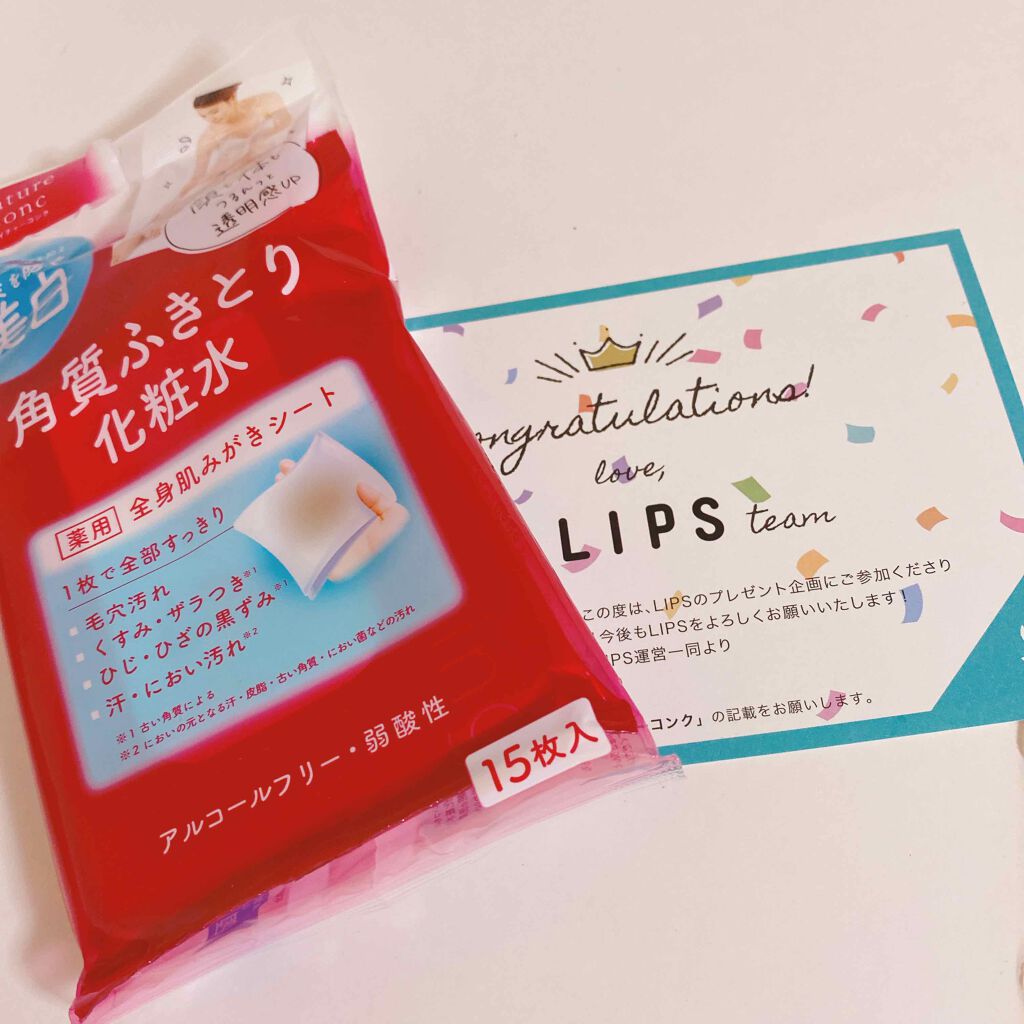 ture
onc
美白
つるんっと
透明感UP
角質ふきとり
化粧水
薬用 全身肌みがきシート
1枚で全部すっきり
毛穴汚れ
くすみ・ザラつき※1
ひじ・ひざの黒ずみ※1
汗・におい汚れ※2
※1 古い角質による
※2 においの元となる汗・皮脂・古い角質・におい菌などの汚れ
アルコールフリー・弱酸性
15枚入
ongratulations!
love,
LIPS team
この度は、LIPSのプレゼント企画にご参加くださり
今後もLIPSをよろしくお願いいたします！
IPS運営一同より
コンク」の記載をお願いします。